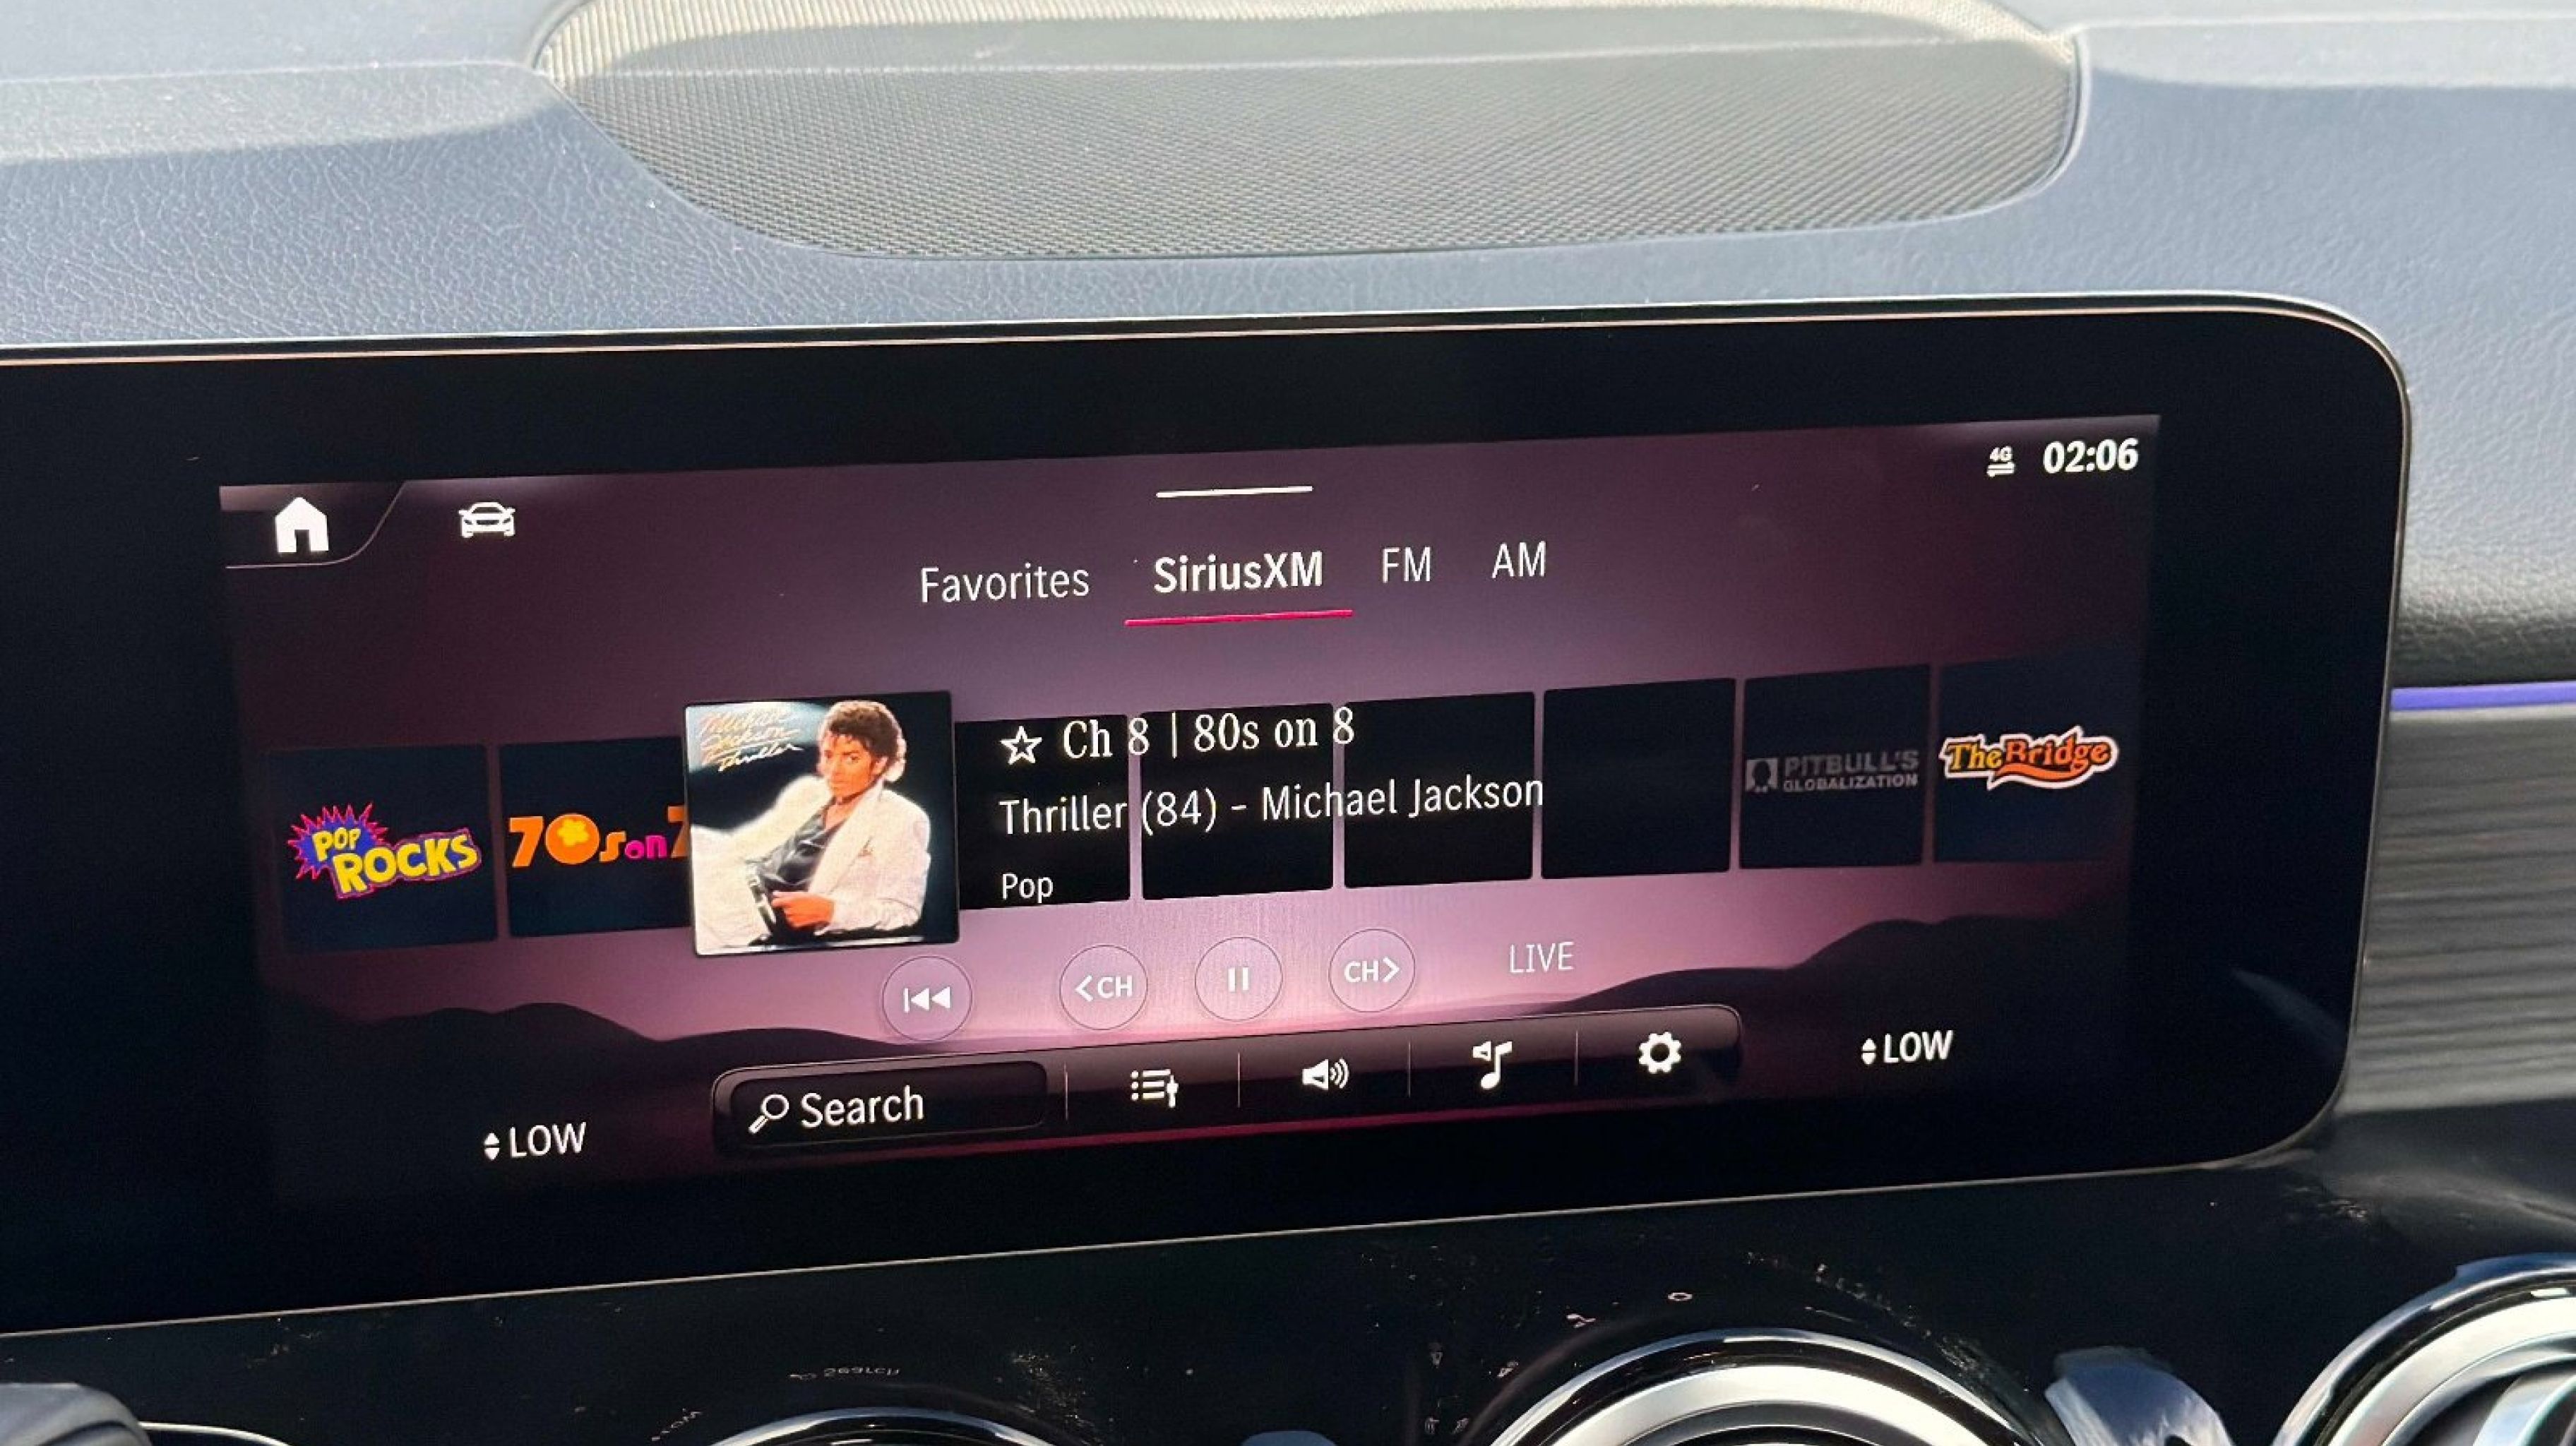 4G 02:06
Favorites SiriusXM FM AM
POP ROCKS
70s on 7
Michael Jackson Thriller
Ch 8 | 80s on 8
Thriller (84) - Michael Jackson
Pop
PITBULL'S GLOBALIZATION
The Bridge
<CH
CH>
LIVE
Search
LOW
LOW